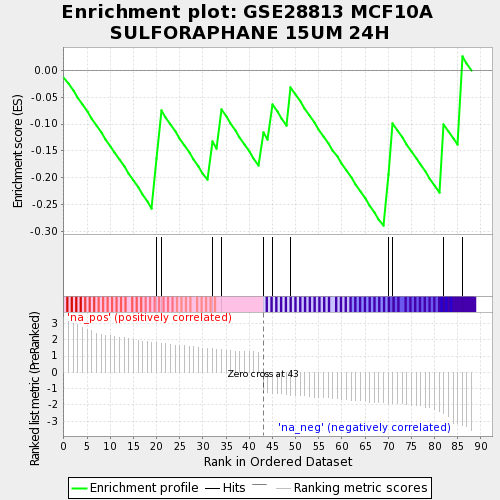 Enrichment plot: GSE28813 MCF10A
SULFORAPHANE 15UM 24H
Enrichment score (ES)
0.00
-0.05
-0.10
-0.15
-0.20
-0.25
-0.30
'na_pos' (positively correlated)
Ranked list metric (PreRanked)
3
2
1
0
-1
-2
-3
Zero cross at 43
'na_neg' (negatively correlated)
0 5 10 15 20 25 30 35 40 45 50 55 60 65 70 75 80 85 90
Rank in Ordered Dataset
Enrichment profile Hits Ranking metric scores